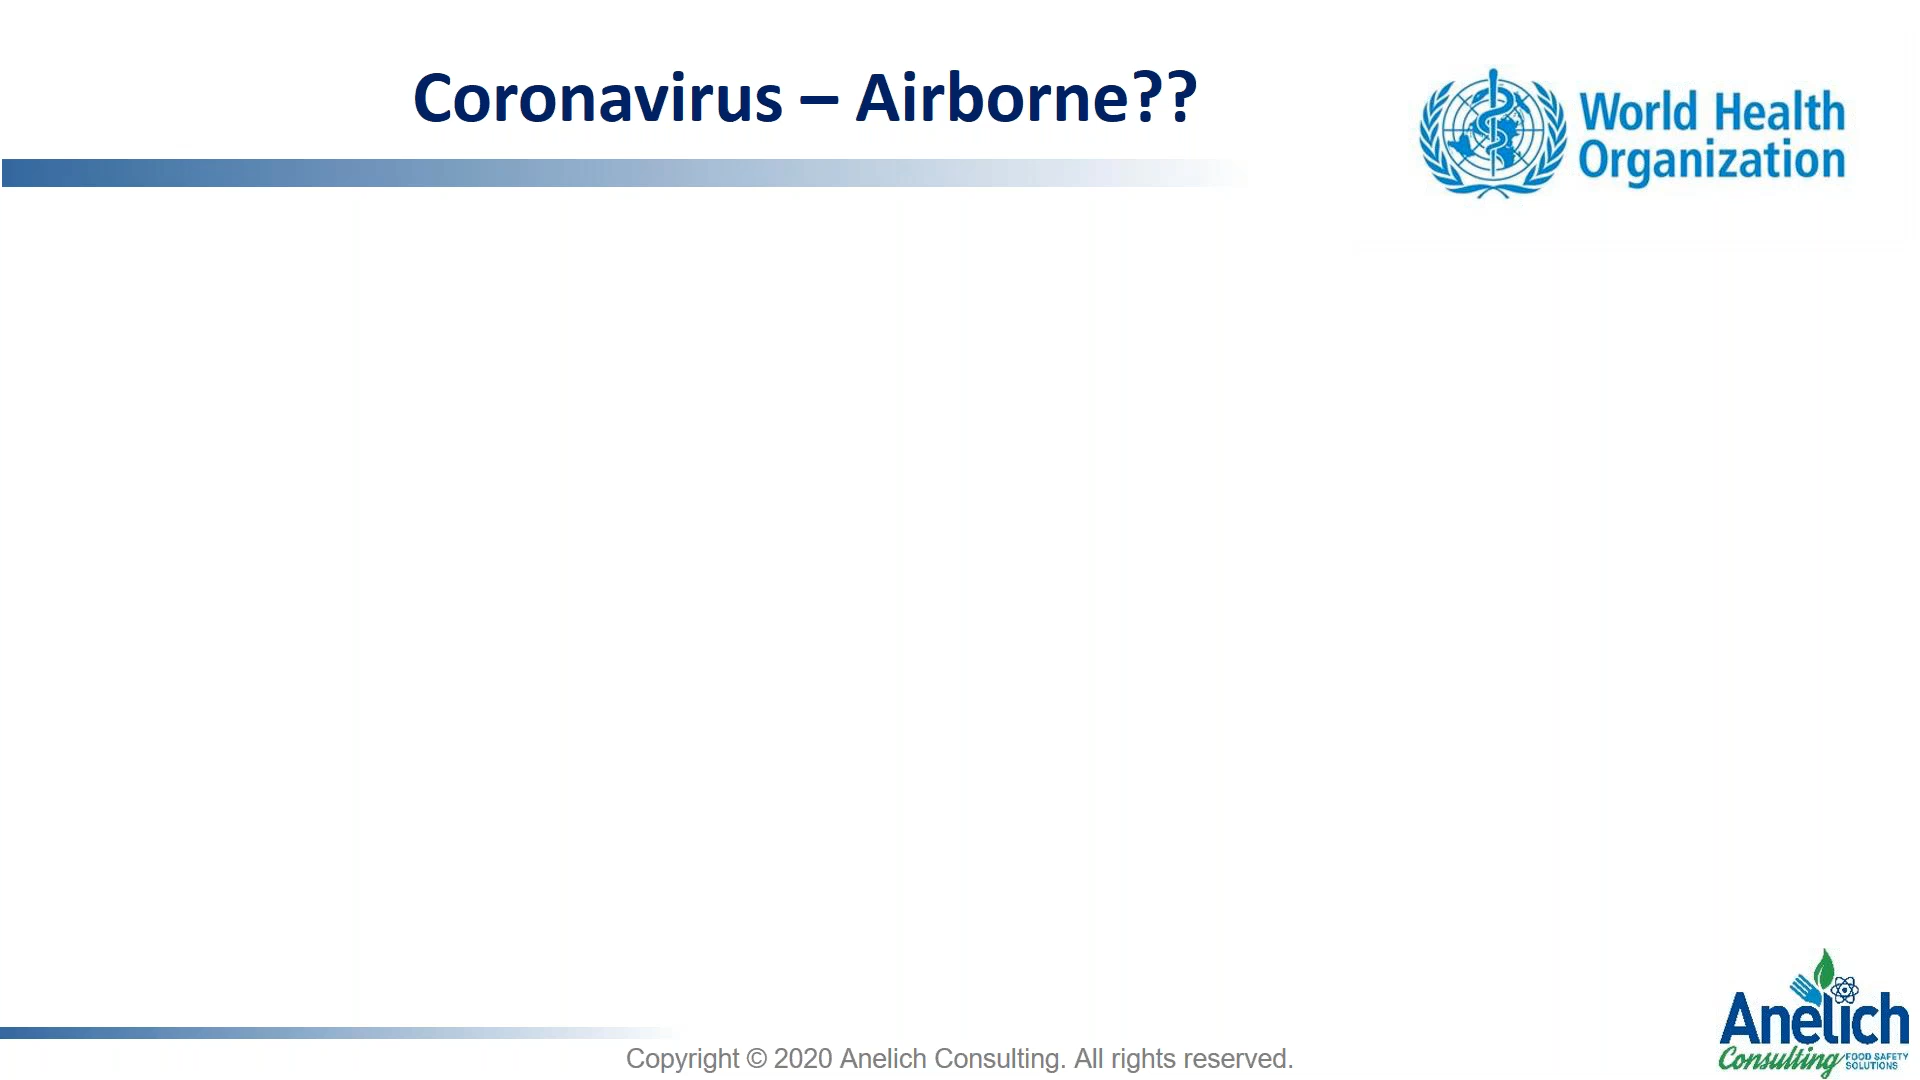 Coronavirus – Airborne??
World Health
Organization
Anelich
Consulting FOOD SAFETY
SOLUTIONS
Copyright © 2020 Anelich Consulting. All rights reserved.